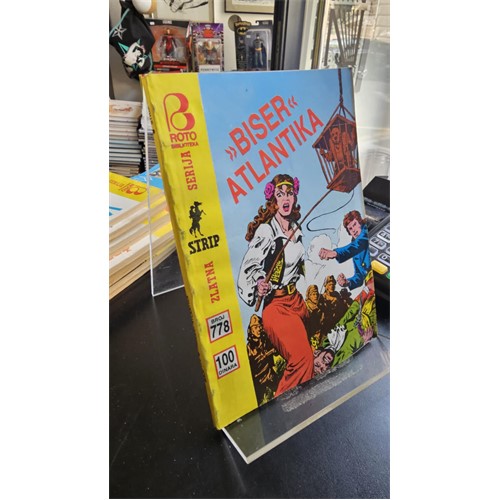 ROTO
BIBLIOTEKA
ZLATNA
STRIP
SERIJA
BROJ
778
100
DINARA
»BISER«
ATLANTIKA